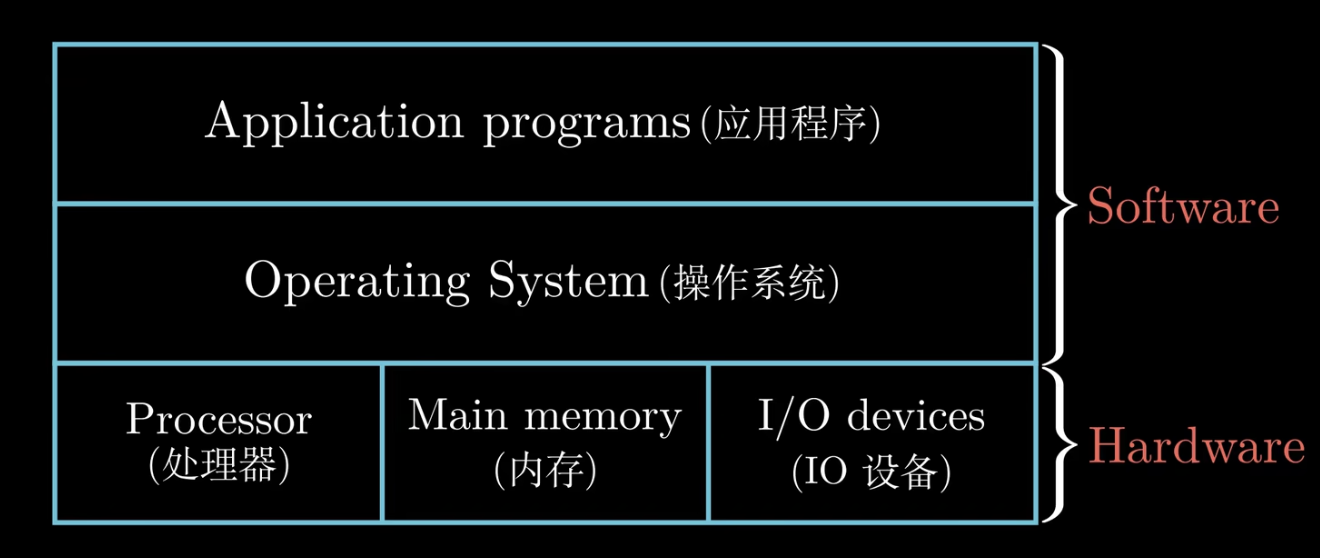 Application programs(应用程序)
Software
Operating System(操作系统)
Processor
(处理器)
Main memory
(内存)
I/O devices
(IO 设备)
Hardware